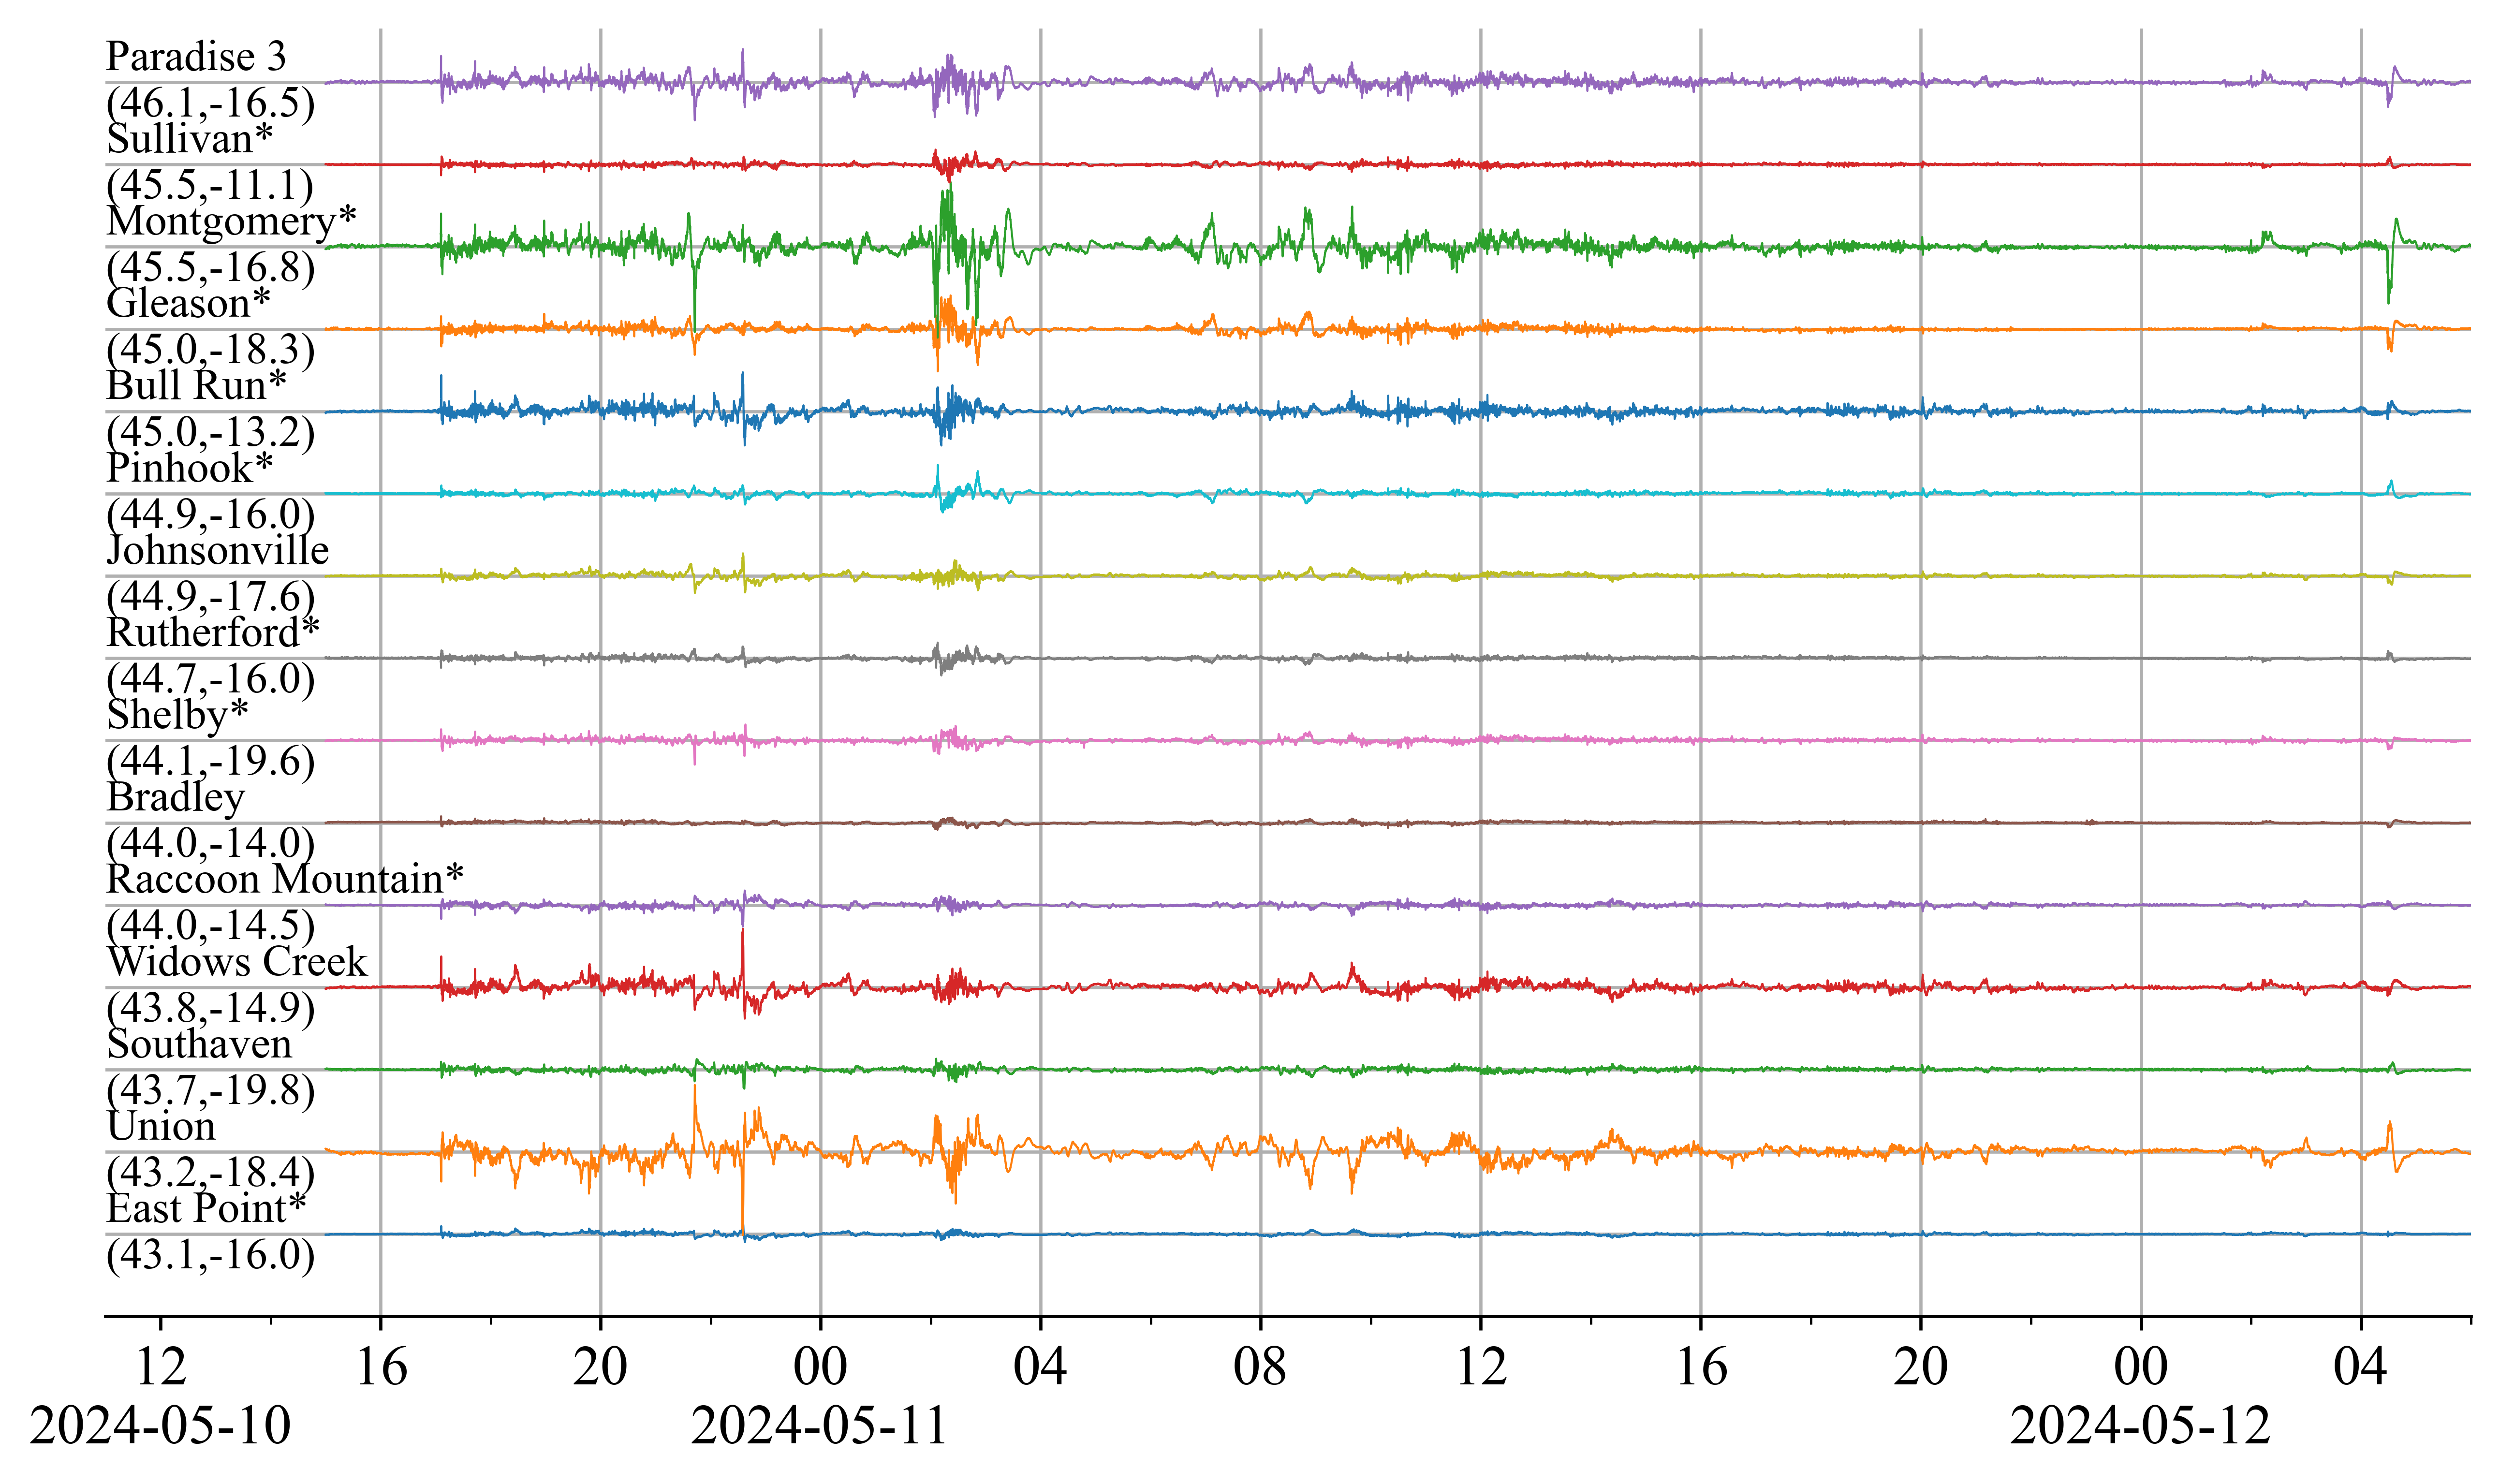 Paradise 3
(46.1,-16.5)
Sullivan*
(45.5,-11.1)
Montgomery*
(45.5,-16.8)
Gleason*
(45.0,-18.3)
Bull Run*
(45.0,-13.2)
Pinhook*
(44.9,-16.0)
Johnsonville
(44.9,-17.6)
Rutherford*
(44.7,-16.0)
Shelby*
(44.1,-19.6)
Bradley
(44.0,-14.0)
Raccoon Mountain*
(44.0,-14.5)
Widows Creek
(43.8,-14.9)
Southaven
(43.7,-19.8)
Union
(43.2,-18.4)
East Point*
(43.1,-16.0)
12 16 20 00 04 08 12 16 20 00 04
2024-05-10 2024-05-11 2024-05-12